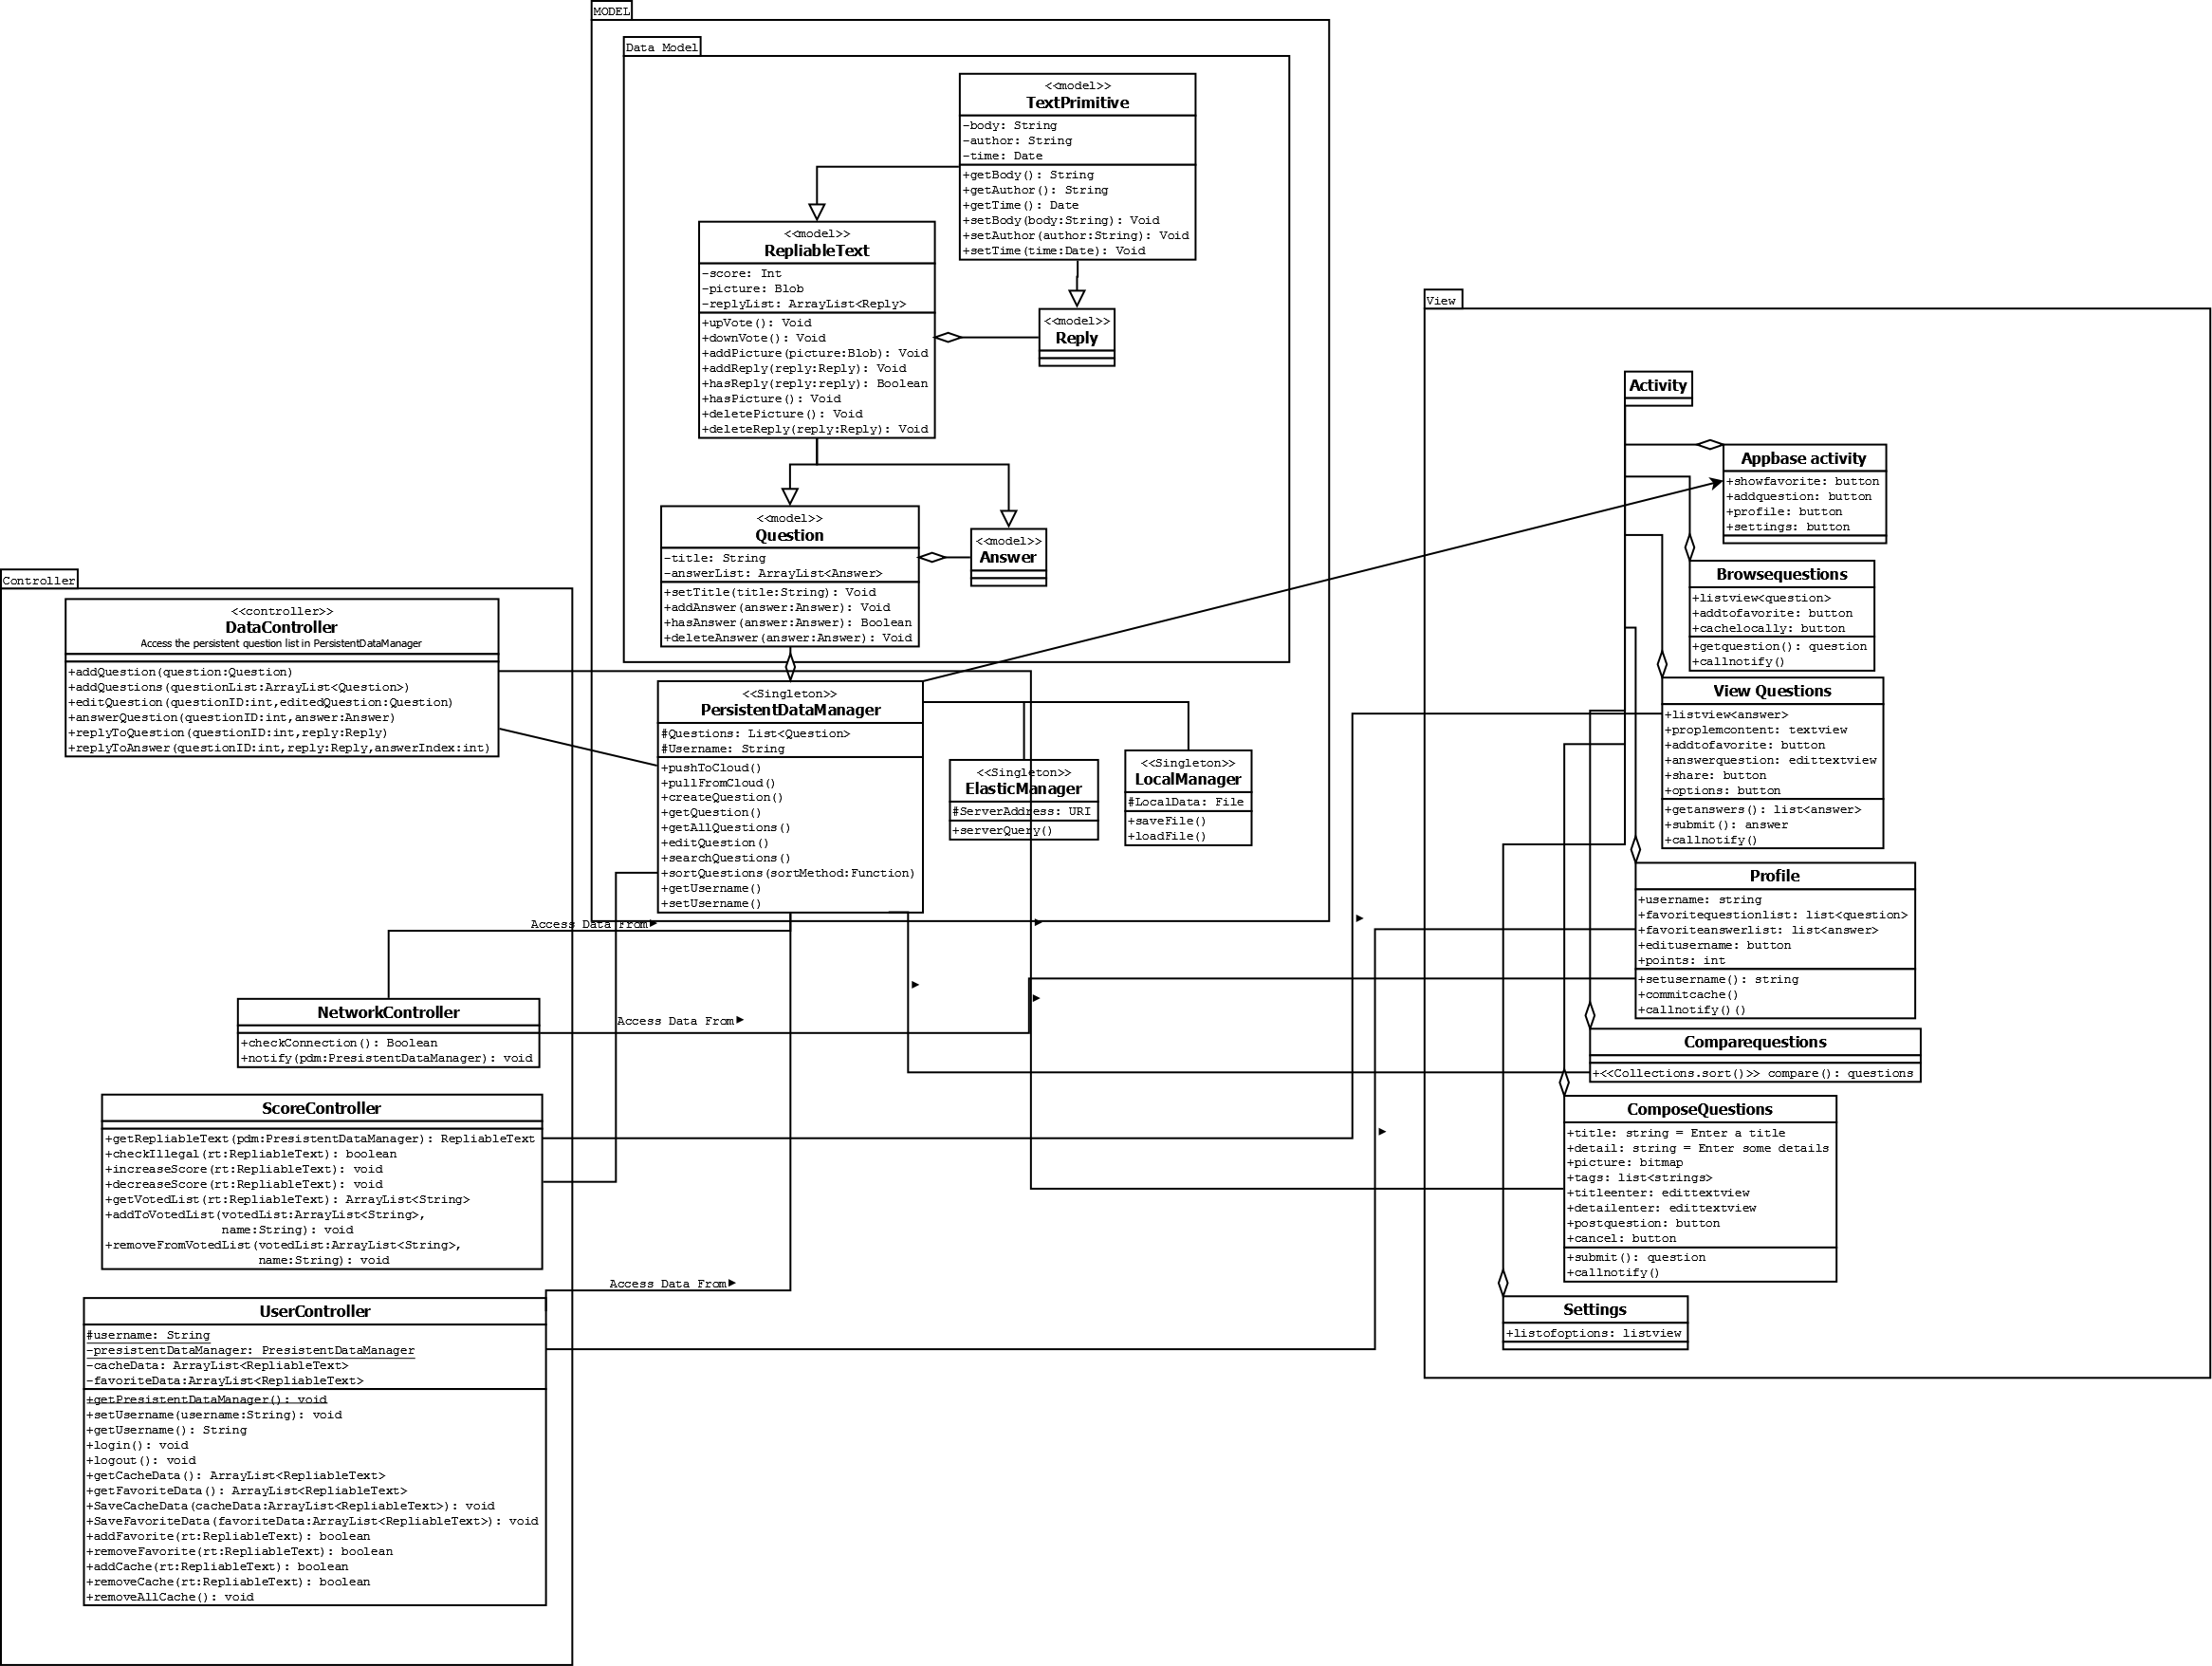 MODEL
Data Model
<<model>>
TextPrimitive
-body: String
-author: String
-time: Date
+getBody(): String
+getAuthor(): String
+getTime(): Date
+setBody(body:String): Void
+setAuthor(author:String): Void
+setTime(time:Date): Void
<<model>>
RepliableText
-score: Int
-picture: Blob
-replyList: ArrayList<Reply>
+upVote(): Void
+downVote(): Void
+addPicture(picture:Blob): Void
+addReply(reply:Reply): Void
+hasReply(reply:reply): Boolean
+hasPicture(): Void
+deletePicture(): Void
+deleteReply(reply:Reply): Void
<<model>>
Reply
<<model>>
Question
-title: String
-answerList: ArrayList<Answer>
+setTitle(title:String): Void
+addAnswer(answer:Answer): Void
+hasAnswer(answer:Answer): Boolean
+deleteAnswer(answer:Answer): Void
<<model>>
Answer
<<Singleton>>
PersistentDataManager
#Questions: List<Question>
#Username: String
+pushToCloud()
+pullFromCloud()
+createQuestion()
+getQuestion()
+getAllQuestions()
+editQuestion()
+searchQuestions()
+sortQuestions(sortMethod:Function)
+getUsername()
+setUsername()
<<Singleton>>
ElasticManager
#ServerAddress: URI
+serverQuery()
<<Singleton>>
LocalManager
#LocalData: File
+saveFile()
+loadFile()
Controller
<<controller>>
DataController
Access the persistent question list in PersistentDataManager
+addQuestion(question:Question)
+addQuestions(questionList:ArrayList<Question>)
+editQuestion(questionID:int,editedQuestion:Question)
+answerQuestion(questionID:int,answer:Answer)
+replyToQuestion(questionID:int,reply:Reply)
+replyToAnswer(questionID:int,reply:Reply,answerIndex:int)
Access Data From
NetworkController
+checkConnection(): Boolean
+notify(pdm:PresistentDataManager): void
Access Data From
ScoreController
+getRepliableText(pdm:PresistentDataManager): RepliableText
+checkIllegal(rt:RepliableText): boolean
+increaseScore(rt:RepliableText): void
+decreaseScore(rt:RepliableText): void
+getVotedList(rt:RepliableText): ArrayList<String>
+addToVotedList(votedList:ArrayList<String>,
name:String): void
+removeFromVotedList(votedList:ArrayList<String>,
name:String): void
Access Data From
UserController
#username: String
-presistentDataManager: PresistentDataManager
-cacheData: ArrayList<RepliableText>
-favoriteData:ArrayList<RepliableText>
+getPresistentDataManager(): void
+setUsername(username:String): void
+getUsername(): String
+login(): void
+logout(): void
+getCacheData(): ArrayList<RepliableText>
+getFavoriteData(): ArrayList<RepliableText>
+SaveCacheData(cacheData:ArrayList<RepliableText>): void
+SaveFavoriteData(favoriteData:ArrayList<RepliableText>): void
+addFavorite(rt:RepliableText): boolean
+removeFavorite(rt:RepliableText): boolean
+addCache(rt:RepliableText): boolean
+removeCache(rt:RepliableText): boolean
+removeAllCache(): void
View
Activity
Appbase activity
+showfavorite: button
+addquestion: button
+profile: button
+settings: button
Browsequestions
+listview<question>
+addtofavorite: button
+cachelocally: button
+getquestion(): question
+callnotify()
View Questions
+listview<answer>
+proplemcontent: textview
+addtofavorite: button
+answerquestion: edittextview
+share: button
+options: button
+getanswers(): list<answer>
+submit(): answer
+callnotify()
Profile
+username: string
+favoritequestionlist: list<question>
+favoriteanswerlist: list<answer>
+editusername: button
+points: int
+setusername(): string
+commitcache()
+callnotify()()
Comparequestions
+<<Collections.sort()>> compare(): questions
ComposeQuestions
+title: string = Enter a title
+detail: string = Enter some details
+picture: bitmap
+tags: list<strings>
+titleenter: edittextview
+detailenter: edittextview
+postquestion: button
+cancel: button
+submit(): question
+callnotify()
Settings
+listofoptions: listview